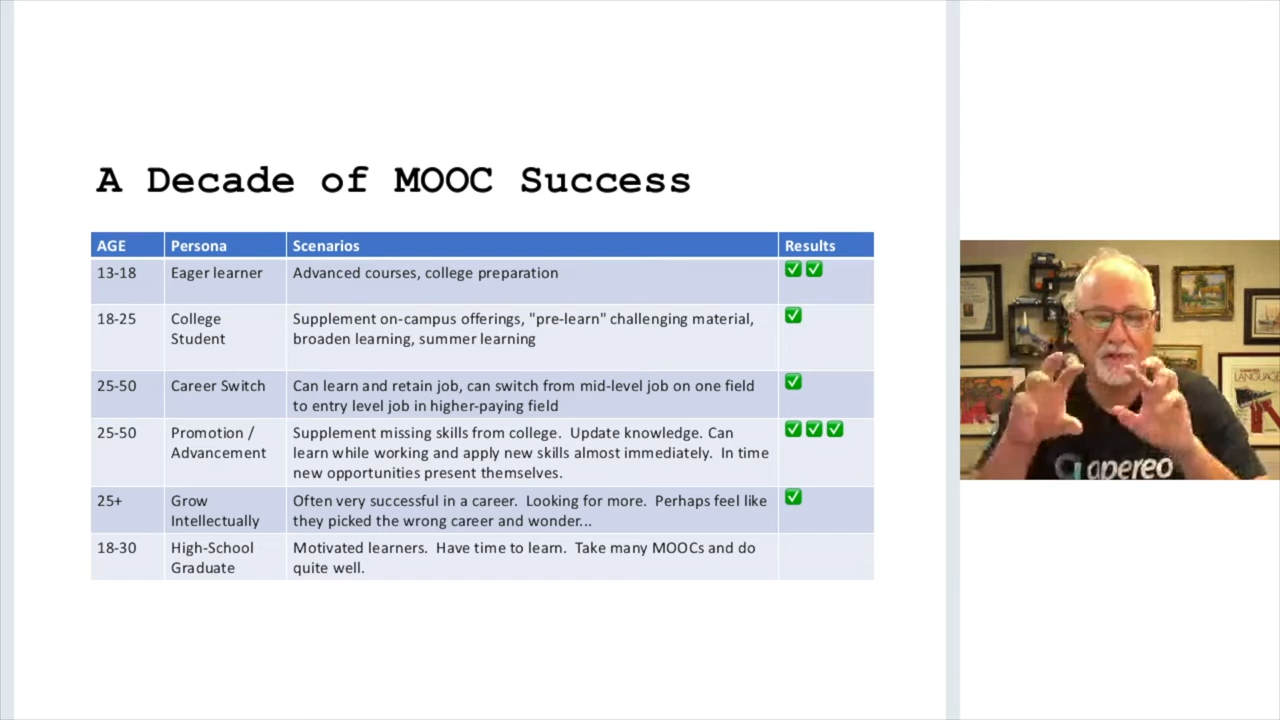 A Decade of MOOC Success
AGE Persona Scenarios Results
13-18 Eager learner Advanced courses, college preparation ✅✅
18-25 College Student Supplement on-campus offerings, "pre-learn" challenging material,
broaden learning, summer learning ✅
25-50 Career Switch Can learn and retain job, can switch from mid-level job on one field
to entry level job in higher-paying field ✅
25-50 Promotion / Advancement Supplement missing skills from college. Update knowledge. Can
learn while working and apply new skills almost immediately. In time
new opportunities present themselves. ✅✅✅
25+ Grow Intellectually Often very successful in a career. Looking for more. Perhaps feel like
they picked the wrong career and wonder... ✅
18-30 High-School Graduate Motivated learners. Have time to learn. Take many MOOCs and do
quite well.
LANGUAGE
apereo